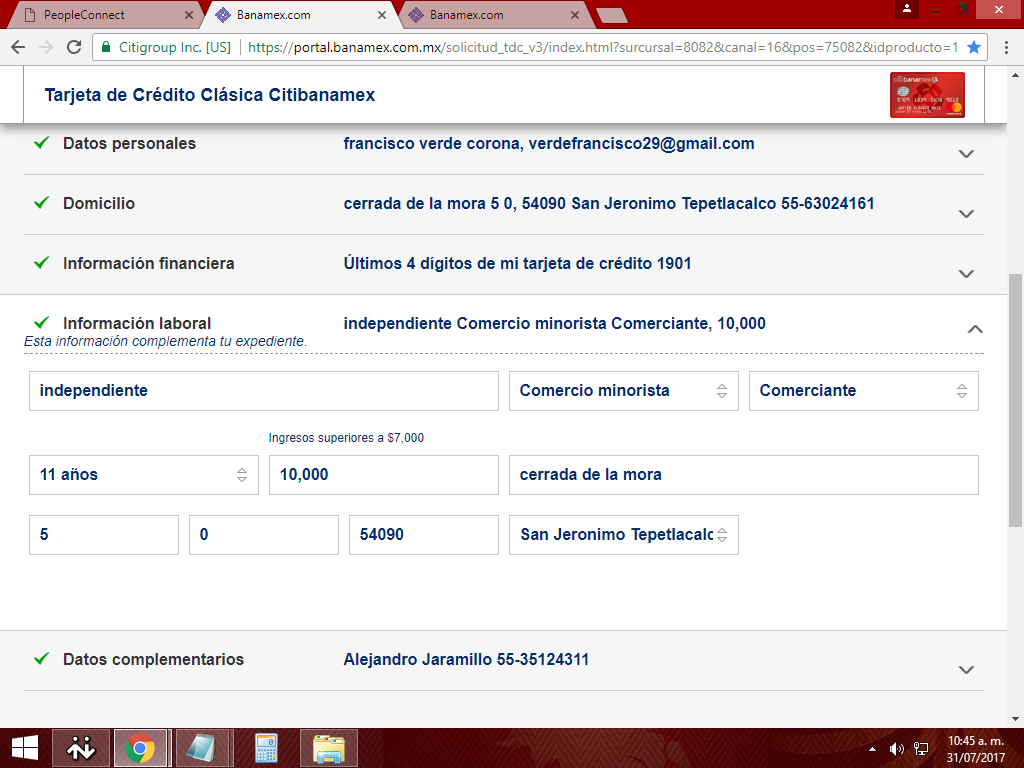 PeopleConnect
Banamex.com
Banamex.com
Citigroup Inc. [US]
https://portal.banamex.com.mx/solicitud_tdc_v3/index.html?surcursal=8082&canal=16&pos=75082&idproducto=1
Tarjeta de Crédito Clásica Citibanamex
citibanamex
Datos personales
francisco verde corona, verdefrancisco29@gmail.com
Domicilio
cerrada de la mora 5 0, 54090 San Jeronimo Tepetlacalco 55-63024161
Información financiera
Últimos 4 dígitos de mi tarjeta de crédito 1901
Información laboral
independiente Comercio minorista Comerciante, 10,000
Esta información complementa tu expediente.
independiente
Comercio minorista
Comerciante
Ingresos superiores a $7,000
11 años
10,000
cerrada de la mora
5
0
54090
San Jeronimo Tepetlacalc
Datos complementarios
Alejandro Jaramillo 55-35124311
10:45 a. m.
31/07/2017